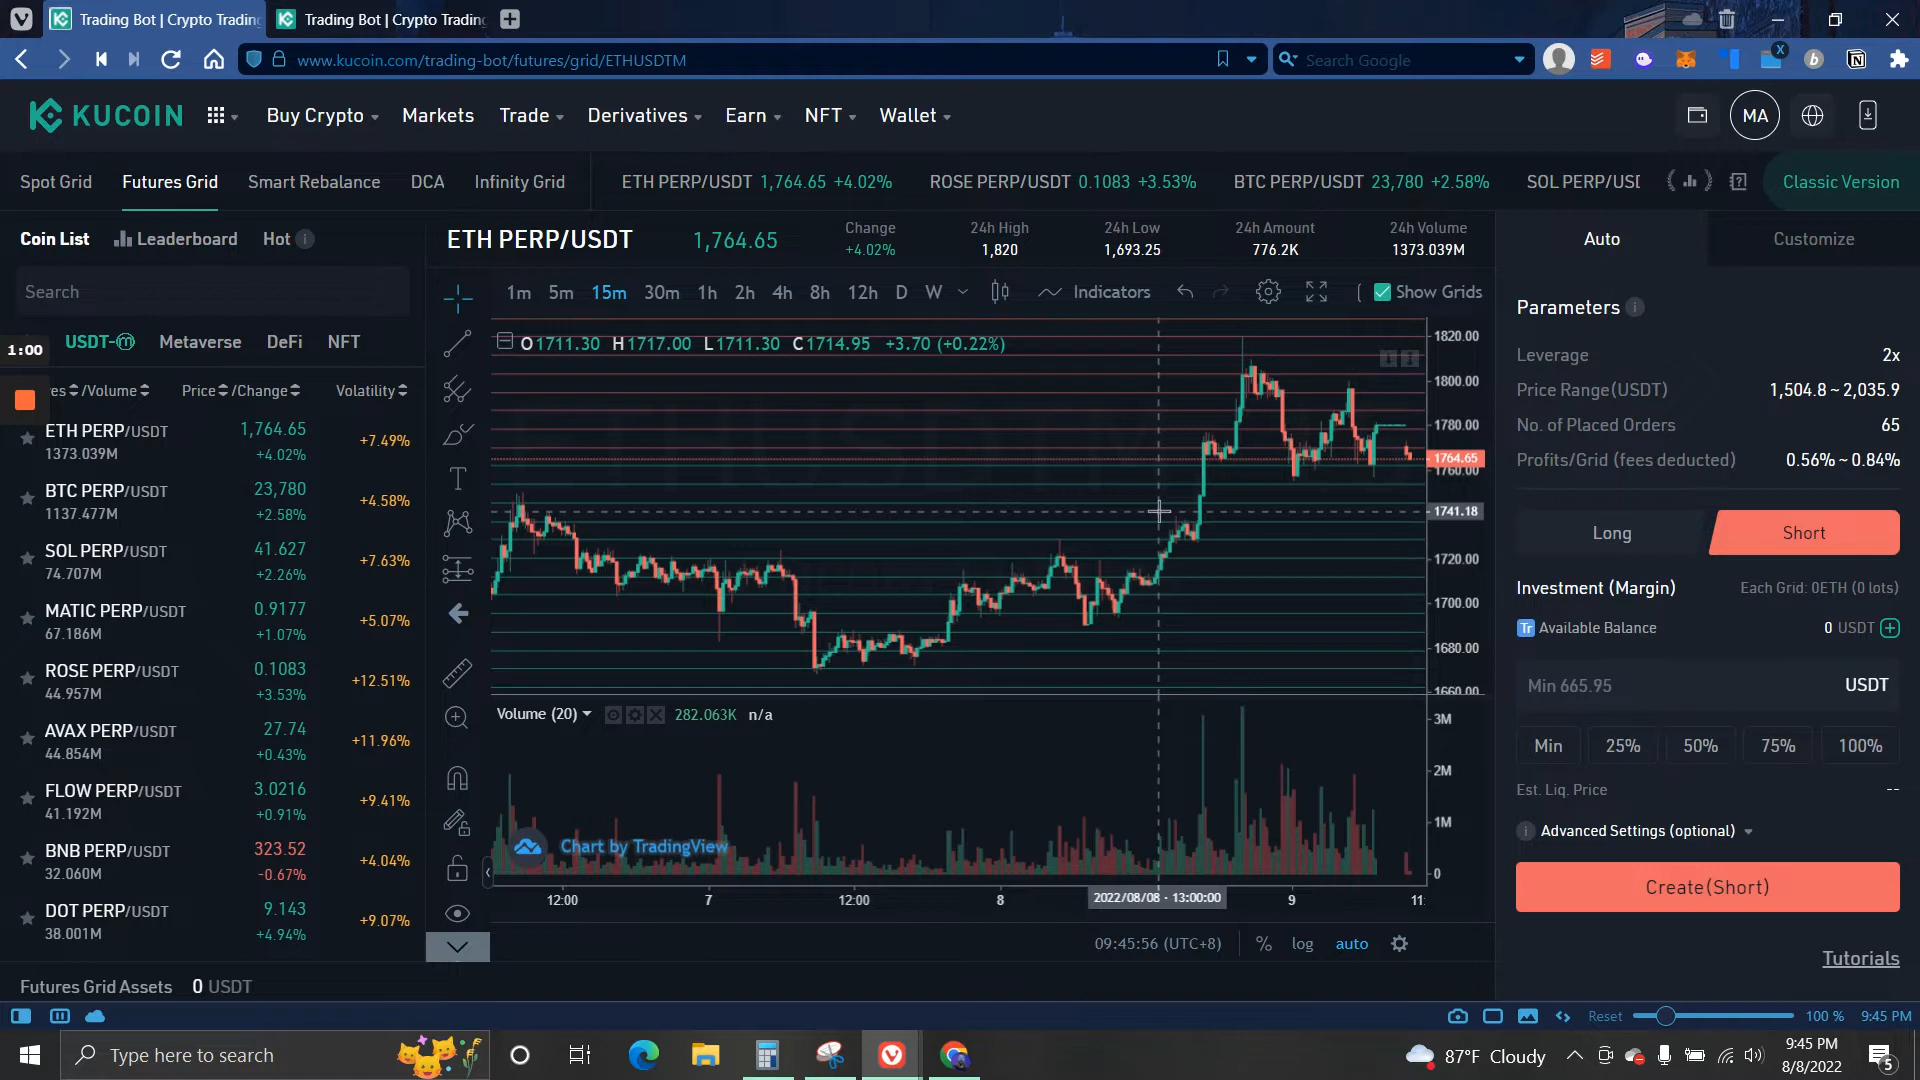 Trading Bot | Crypto Trading
Trading Bot | Crypto Trading
www.kucoin.com/trading-bot/futures/grid/ETHUSDTM
Search Google
KUCOIN
Buy Crypto
Markets
Trade
Derivatives
Earn
NFT
Wallet
MA
Spot Grid
Futures Grid
Smart Rebalance
DCA
Infinity Grid
ETH PERP/USDT 1,764.65 +4.02%
ROSE PERP/USDT 0.1083 +3.53%
BTC PERP/USDT 23,780 +2.58%
SOL PERP/USD
Classic Version
Coin List
Leaderboard
Hot
Search
1:00
USDT-M
Metaverse
DeFi
NFT
es /Volume
Price /Change
Volatility
ETH PERP/USDT 1,764.65 +7.49%
1373.039M +4.02%
BTC PERP/USDT 23,780 +4.58%
1137.477M +2.58%
SOL PERP/USDT 41.627 +7.63%
74.707M +2.26%
MATIC PERP/USDT 0.9177 +5.07%
67.186M +1.07%
ROSE PERP/USDT 0.1083 +12.51%
44.957M +3.53%
AVAX PERP/USDT 27.74 +11.96%
44.854M +0.43%
FLOW PERP/USDT 3.0216 +9.41%
41.192M +0.91%
BNB PERP/USDT 323.52 +4.04%
32.060M -0.67%
DOT PERP/USDT 9.143 +9.07%
38.001M +4.94%
Futures Grid Assets 0 USDT
ETH PERP/USDT 1,764.65
Change
+4.02%
24h High
1,820
24h Low
1,693.25
24h Amount
776.2K
24h Volume
1373.039M
1m 5m 15m 30m 1h 2h 4h 8h 12h D W
Indicators
Show Grids
O1711.30 H1717.00 L1711.30 C1714.95 +3.70 (+0.22%)
1820.00
1800.00
1780.00
1764.65
1760.00
1741.18
1720.00
1700.00
1680.00
1660.00
Volume (20) 282.063K n/a
3M
2M
1M
0
Chart by TradingView
12:00 7 12:00 8 2022/08/08 - 13:00:00 9 11:
09:45:56 (UTC+8) % log auto
Auto
Customize
Parameters
Leverage 2x
Price Range(USDT) 1,504.8 ~ 2,035.9
No. of Placed Orders 65
Profits/Grid (fees deducted) 0.56% ~ 0.84%
Long
Short
Investment (Margin) Each Grid: 0ETH (0 lots)
Tr Available Balance 0 USDT
Min 665.95 USDT
Min 25% 50% 75% 100%
Est. Liq. Price --
Advanced Settings (optional)
Create(Short)
Tutorials
Reset 100 % 9:45 PM
Type here to search
87°F Cloudy
9:45 PM
8/8/2022
5